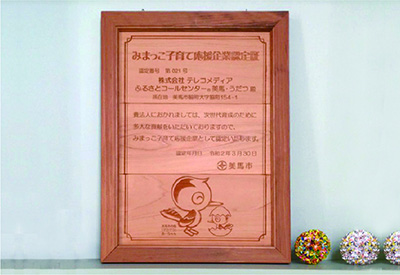 みまっこ子育て応援企業認定証
認定番号 第021号
株式会社 テレコメディア
ふるさとコールセンター㏌美馬・うだつ 殿
所在地 美馬市脇町大字脇町154-1
貴法人におかれましては、次世代育成のために
多大な貢献をいただいておりますので、
みまっこ子育て応援企業として認定いたします。
認定年月日 令和2年3月30日
美馬市